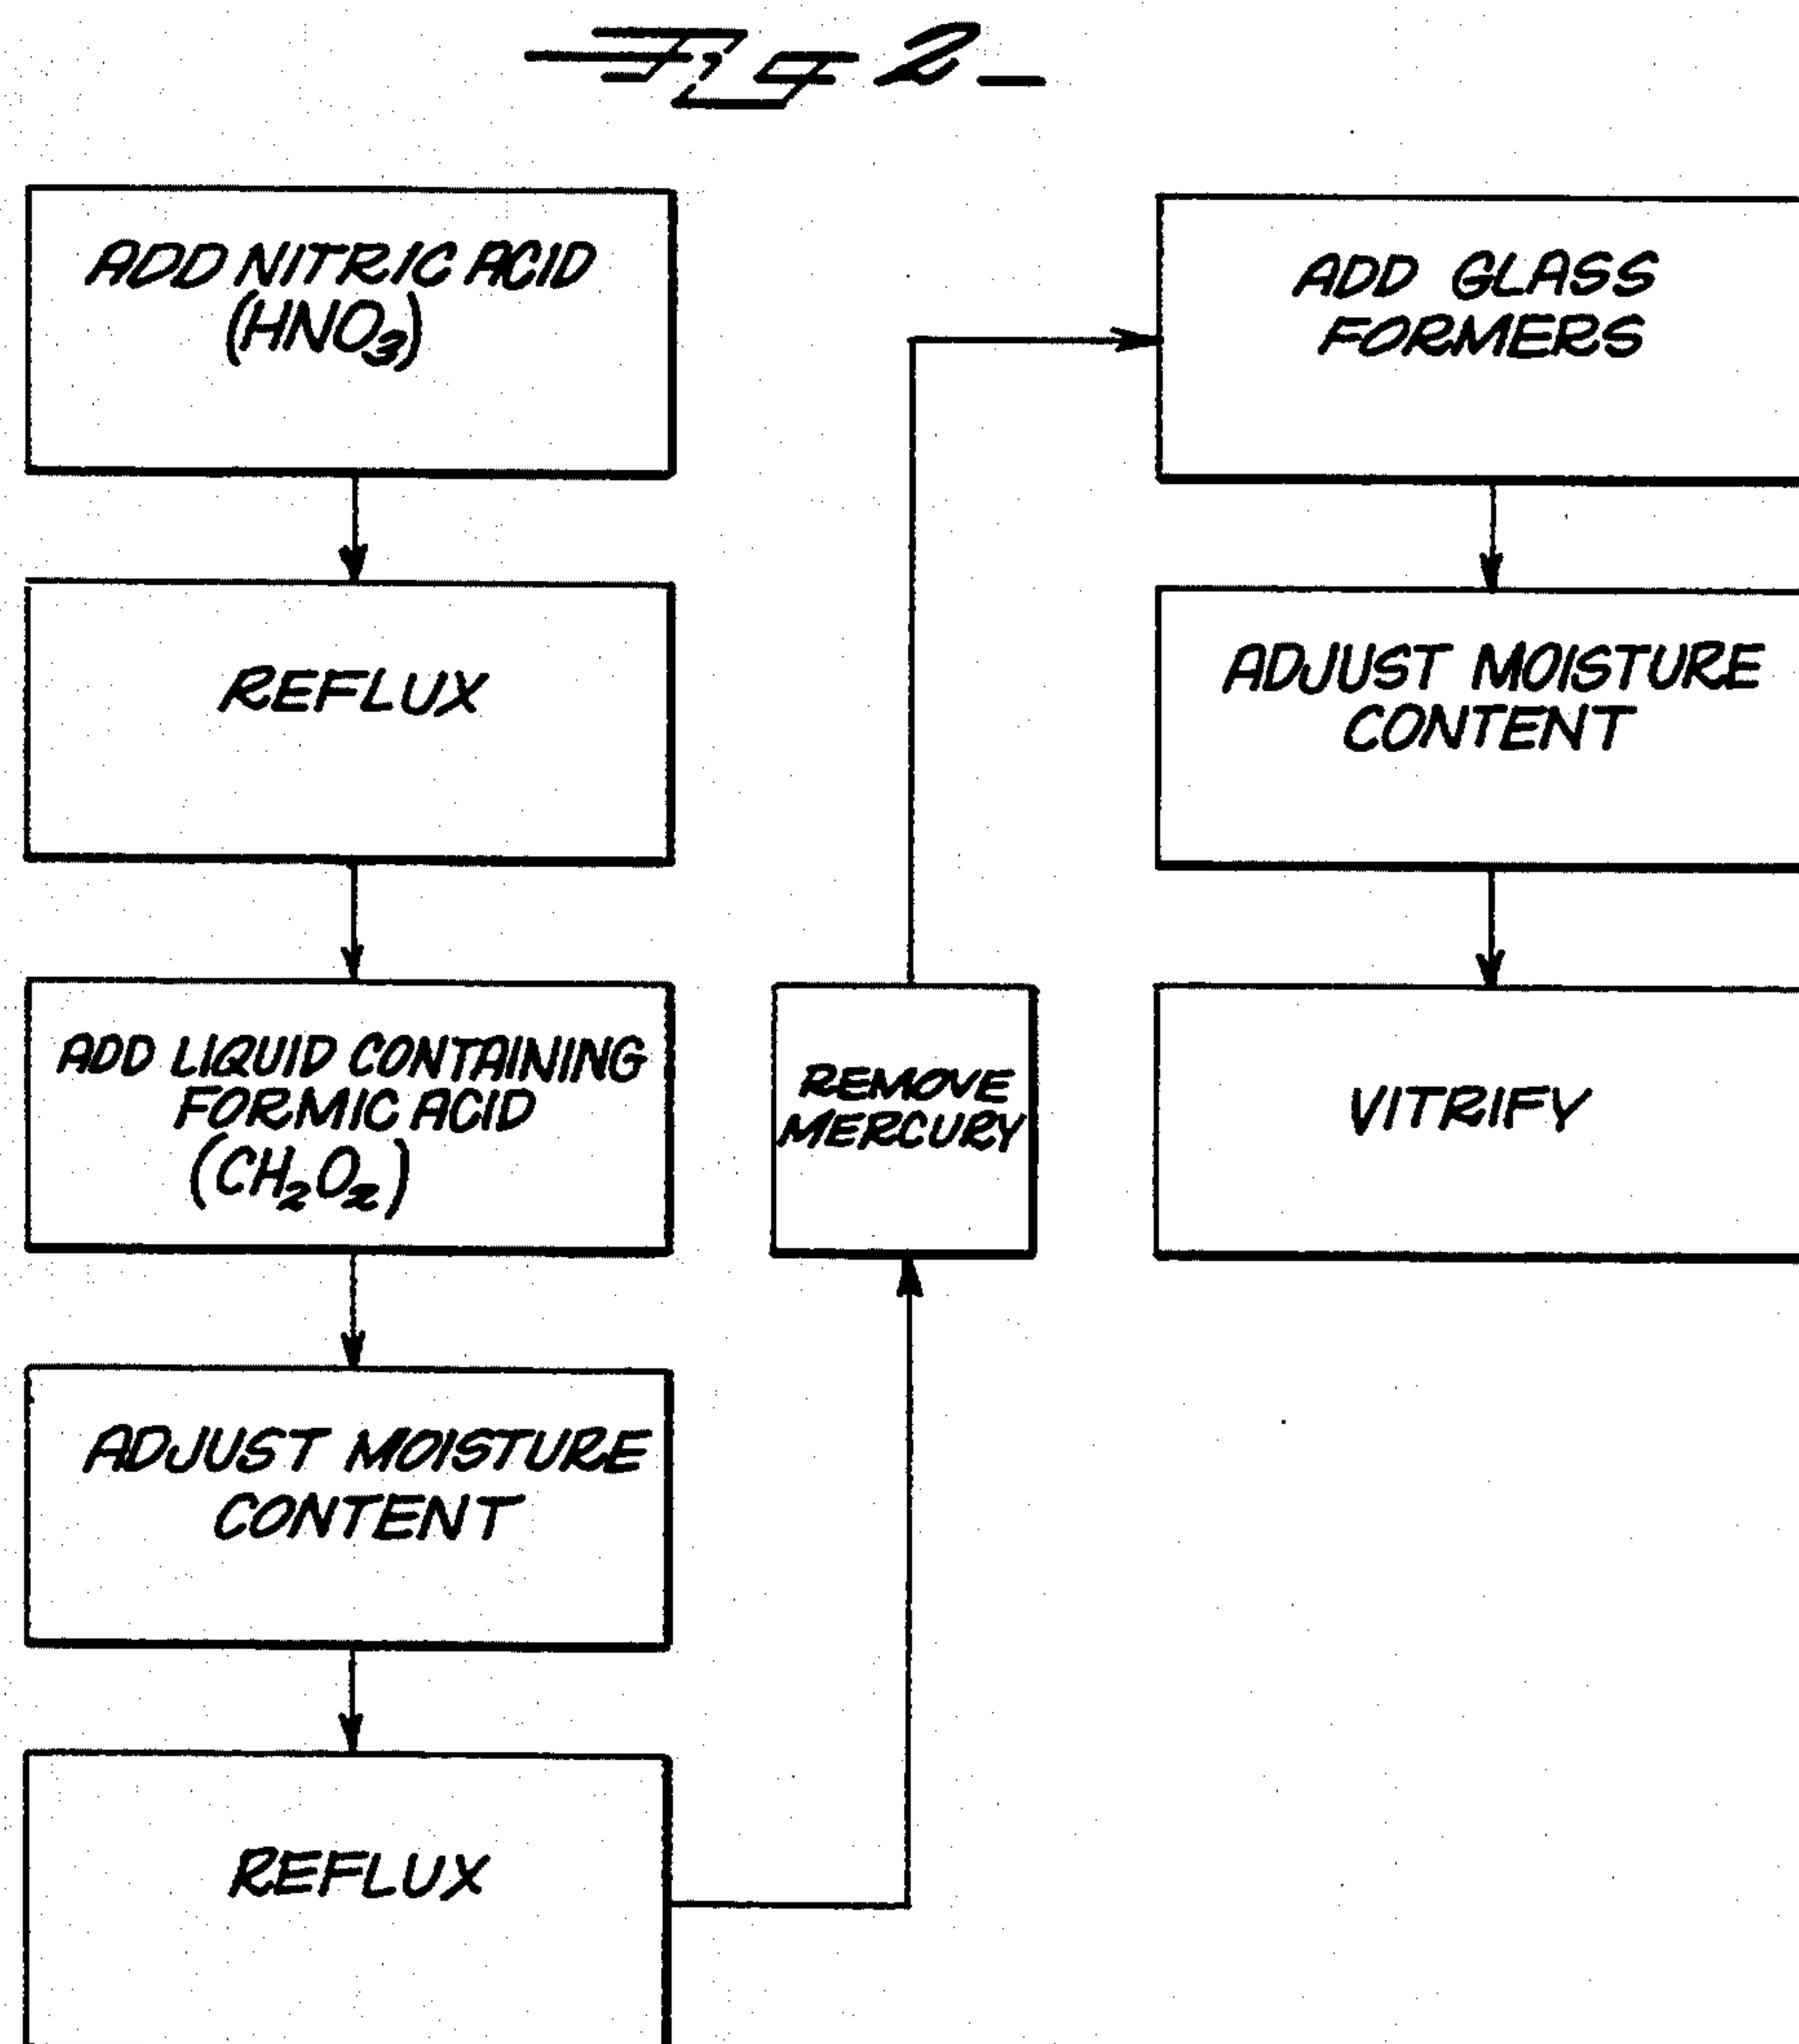 Fig 2
ADD NITRIC ACID
(HNO₃)
REFLUX
ADD LIQUID CONTAINING
FORMIC ACID
(CH₂O₂)
ADJUST MOISTURE
CONTENT
REFLUX
REMOVE
MERCURY
ADD GLASS
FORMERS
ADJUST MOISTURE
CONTENT
VITRIFY